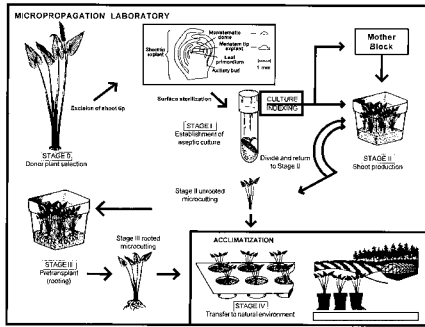 MICROPROPAGATION LABORATORY
Meristematic
dome
Meristem tip
explant
Leaf
primordium
Axillary bud
Shoot tip
explant
1 mm
Mother
Block
Excision of shoot tip
Surface sterilization
CULTURE
INDEXING
STAGE 0
Donor plant selection
STAGE I
Establishment of
aseptic culture
Divide and return
to Stage II
STAGE II
Shoot production
Stage II unrooted
microcutting
STAGE III
Pretransplant
(rooting)
Stage III rooted
microcutting
ACCLIMATIZATION
STAGE IV
Transfer to natural environment